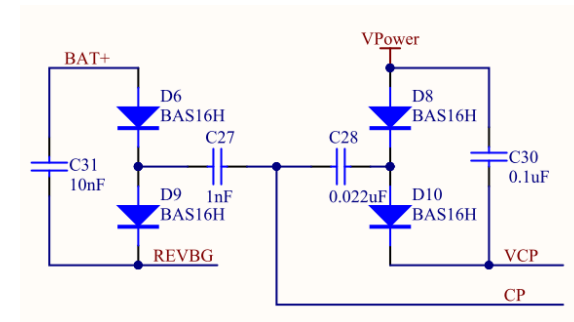 VPower
BAT+
D6
BAS16H
D8
BAS16H
C27
C28
C31
10nF
C30
0.1uF
1nF
0.022uF
D9
BAS16H
D10
BAS16H
REVBG
VCP
CP